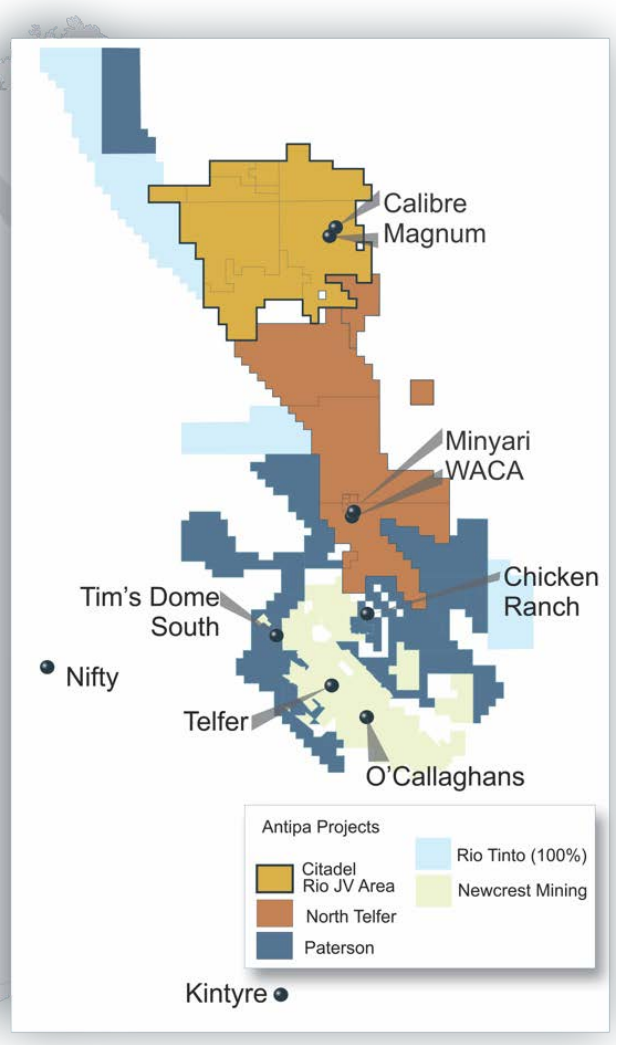 Calibre
Magnum
Minyari
WACA
Chicken
Ranch
Tim's Dome
South
Nifty
Telfer
O'Callaghans
Antipa Projects
Citadel
Rio JV Area
North Telfer
Paterson
Rio Tinto (100%)
Newcrest Mining
Kintyre